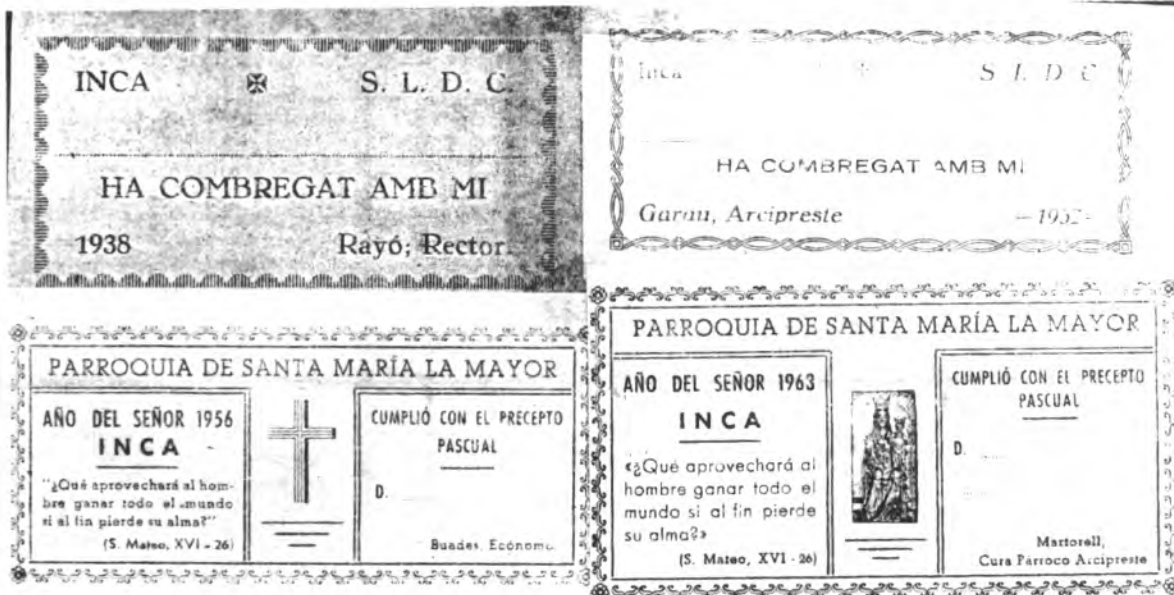 INCA ✠ S. L. D. C.
HA COMBREGAT AMB MI
1938 Rayó; Rector.
Inca S L D C
HA COMBREGAT AMB MI
Garau, Arcipreste
PARROQUIA DE SANTA MARÍA LA MAYOR
AÑO DEL SEÑOR 1956
INCA
"¿Qué aprovechará al hom-
bre ganar todo el mundo
si al fin pierde su alma?"
(S. Mateo, XVI - 26)
CUMPLIÓ CON EL PRECEPTO
PASCUAL
D.
Buades, Ecónomo
PARROQUIA DE SANTA MARÍA LA MAYOR
AÑO DEL SEÑOR 1963
INCA
«¿Qué aprovechará al
hombre ganar todo el
mundo si al fin pierde
su alma?»
(S. Mateo, XVI - 26)
CUMPLIÓ CON EL PRECEPTO
PASCUAL
D.
Martorell,
Cura Párroco Arcipreste